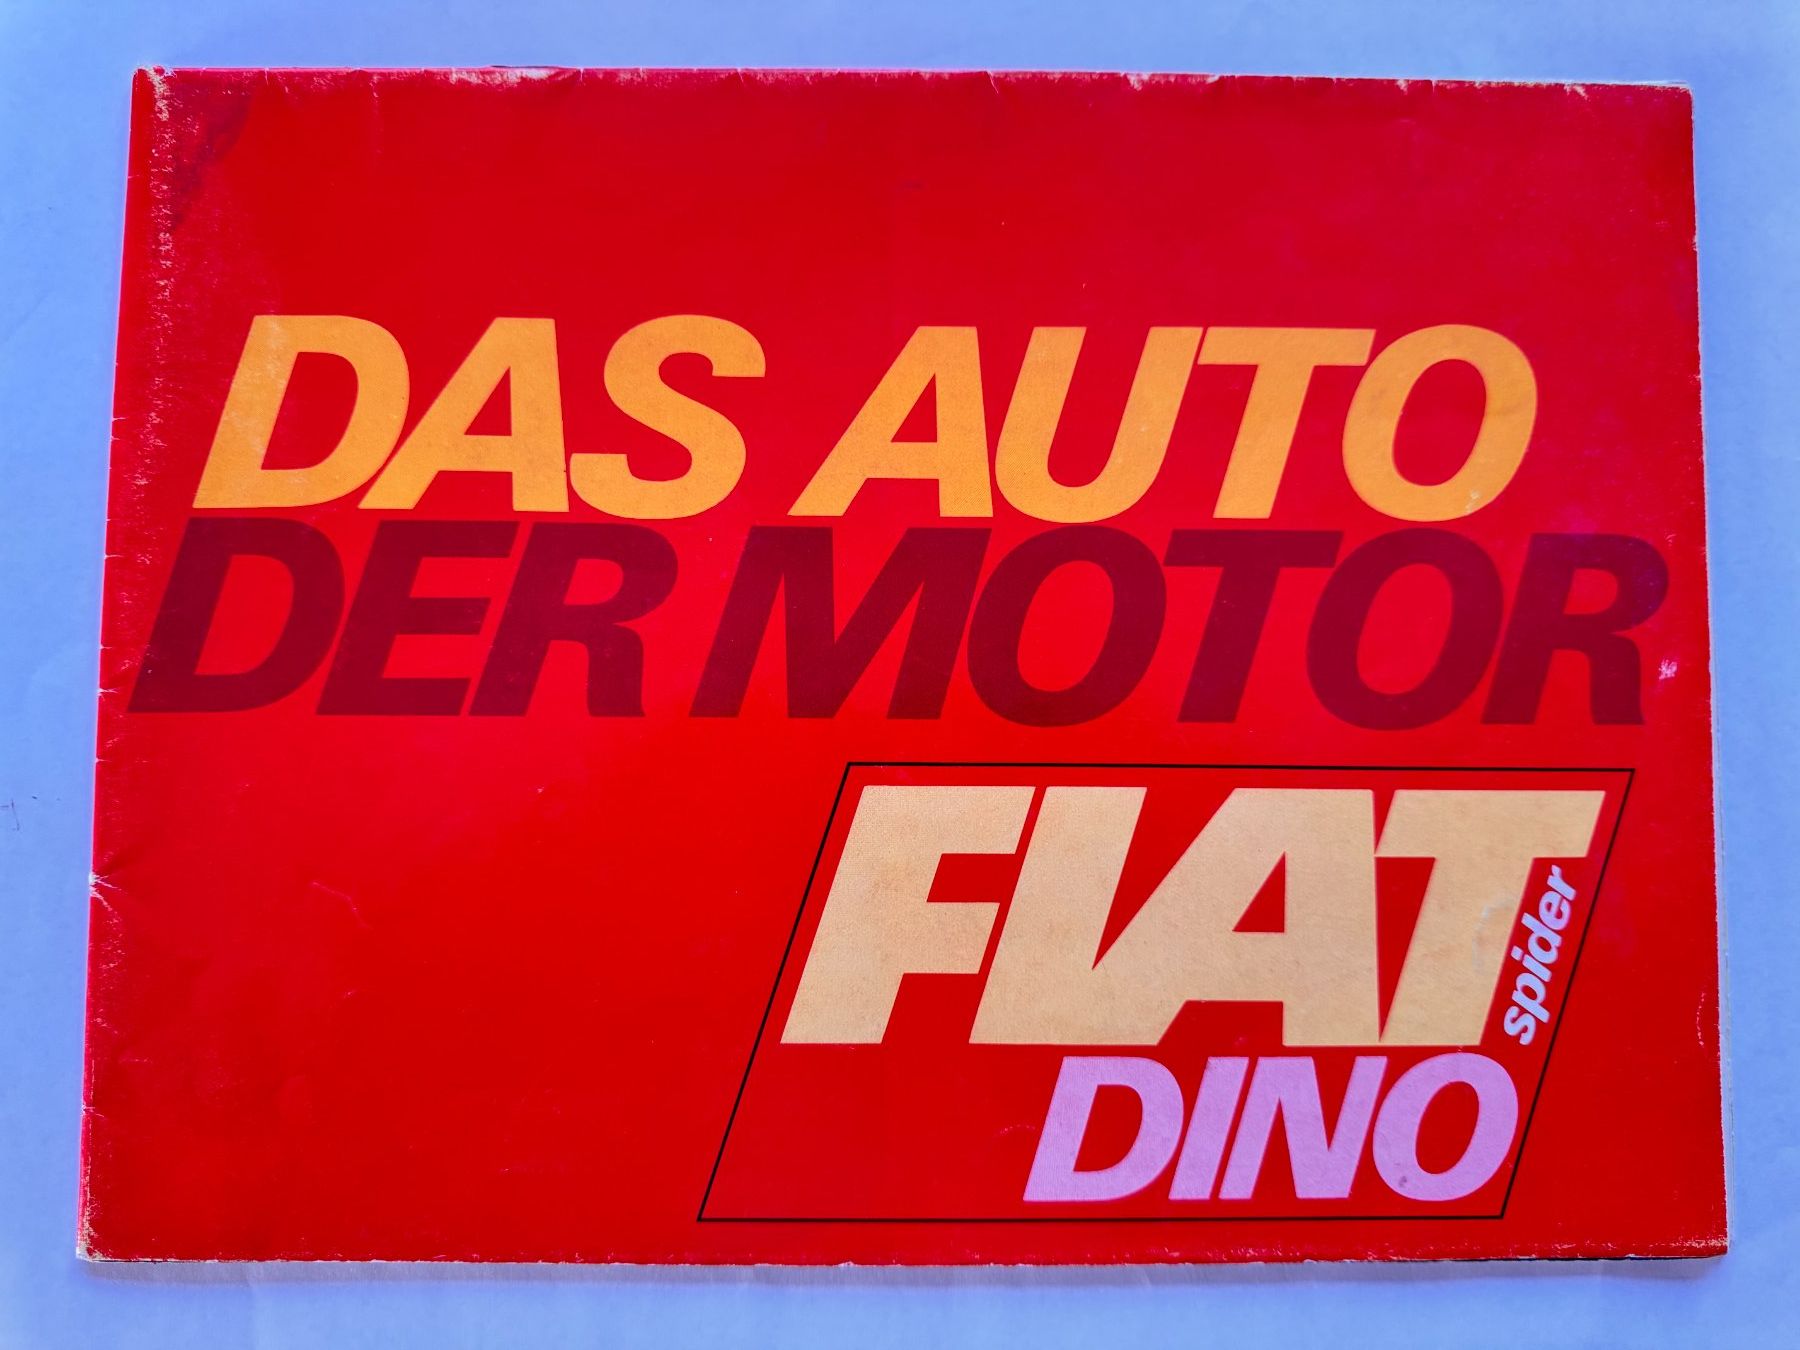 DAS AUTO
DER MOTOR
FIAT
spider
DINO